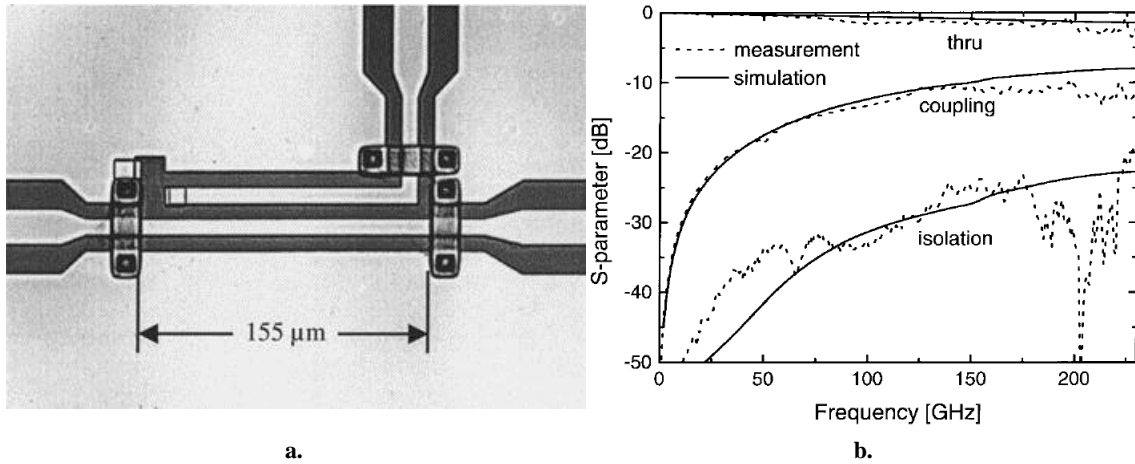 155 µm
a.
S-parameter [dB]
0
-10
-20
-30
-40
-50
measurement
simulation
thru
coupling
isolation
0
50
100
150
200
Frequency [GHz]
b.